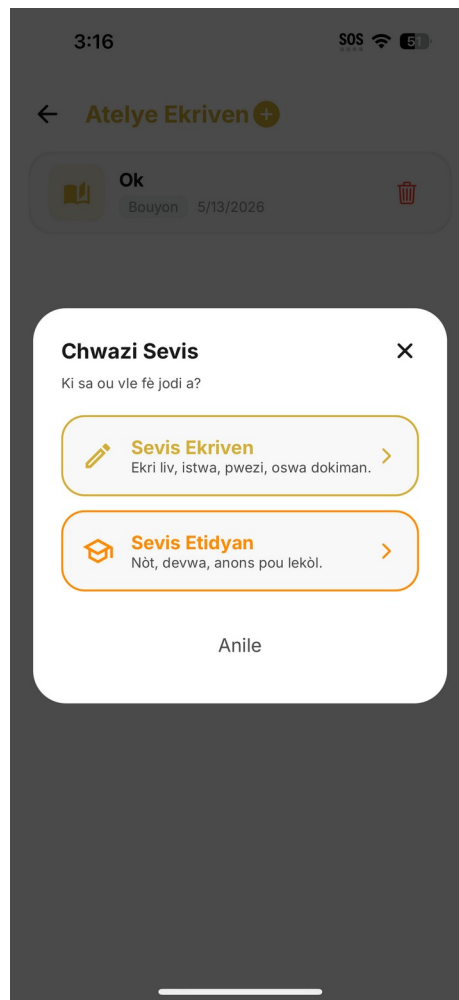 3:16
SOS
51
Atelye Ekriven
Ok
Bouyon 5/13/2026
Chwazi Sevis
Ki sa ou vle fè jodi a?
Sevis Ekriven
Ekri liv, istwa, pwezi, oswa dokiman.
Sevis Etidyan
Nòt, devwa, anons pou lekòl.
Anile